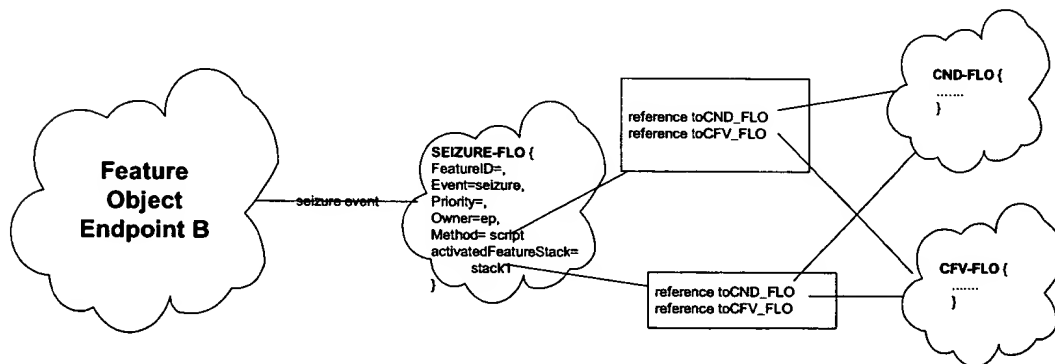 Feature
Object
Endpoint B
seizure event
SEIZURE-FLO {
FeatureID=,
Event=seizure,
Priority=,
Owner=ep,
Method= script
activatedFeatureStack=
stack1
}
reference toCND_FLO
reference toCFV_FLO
reference toCND_FLO
reference toCFV_FLO
CND-FLO {
.......
}
CFV-FLO {
.......
}